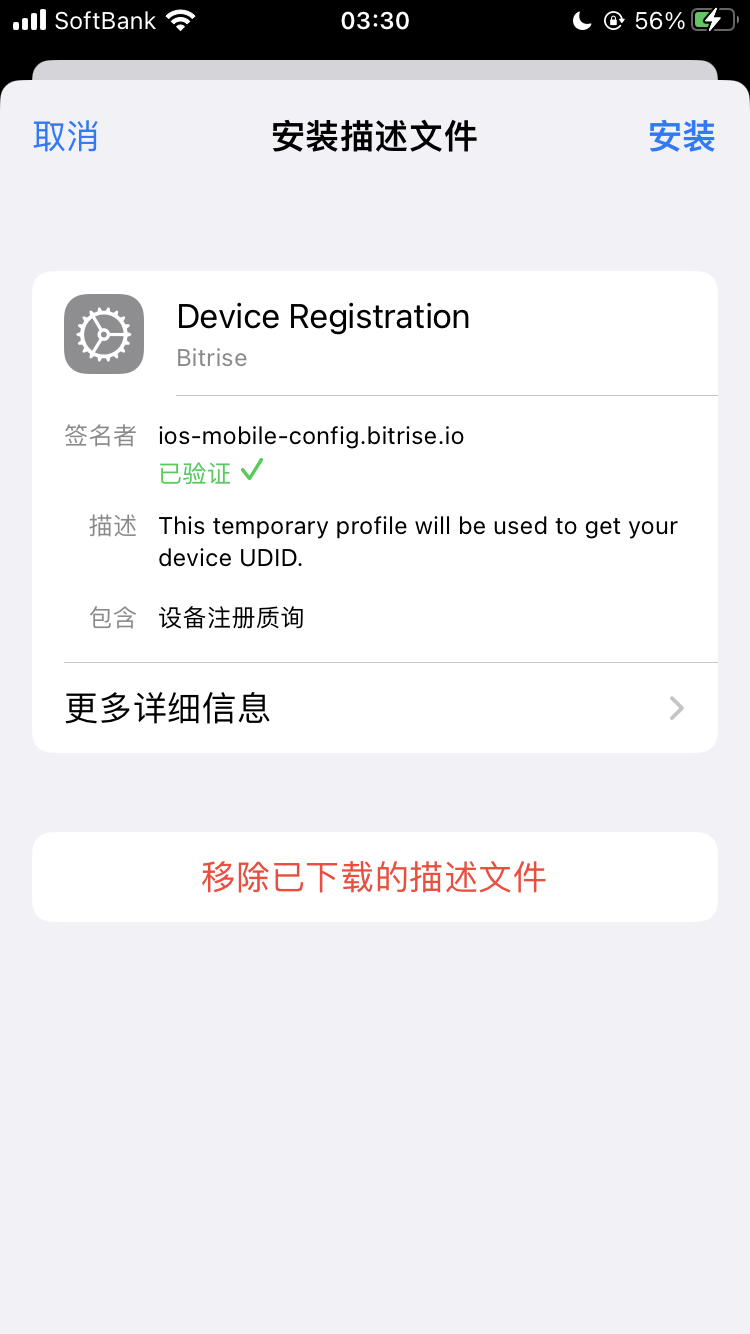 SoftBank 03:30 56%
取消 安装描述文件 安装
Device Registration
Bitrise
签名者 ios-mobile-config.bitrise.io
已验证
描述 This temporary profile will be used to get your
device UDID.
包含 设备注册质询
更多详细信息
移除已下载的描述文件